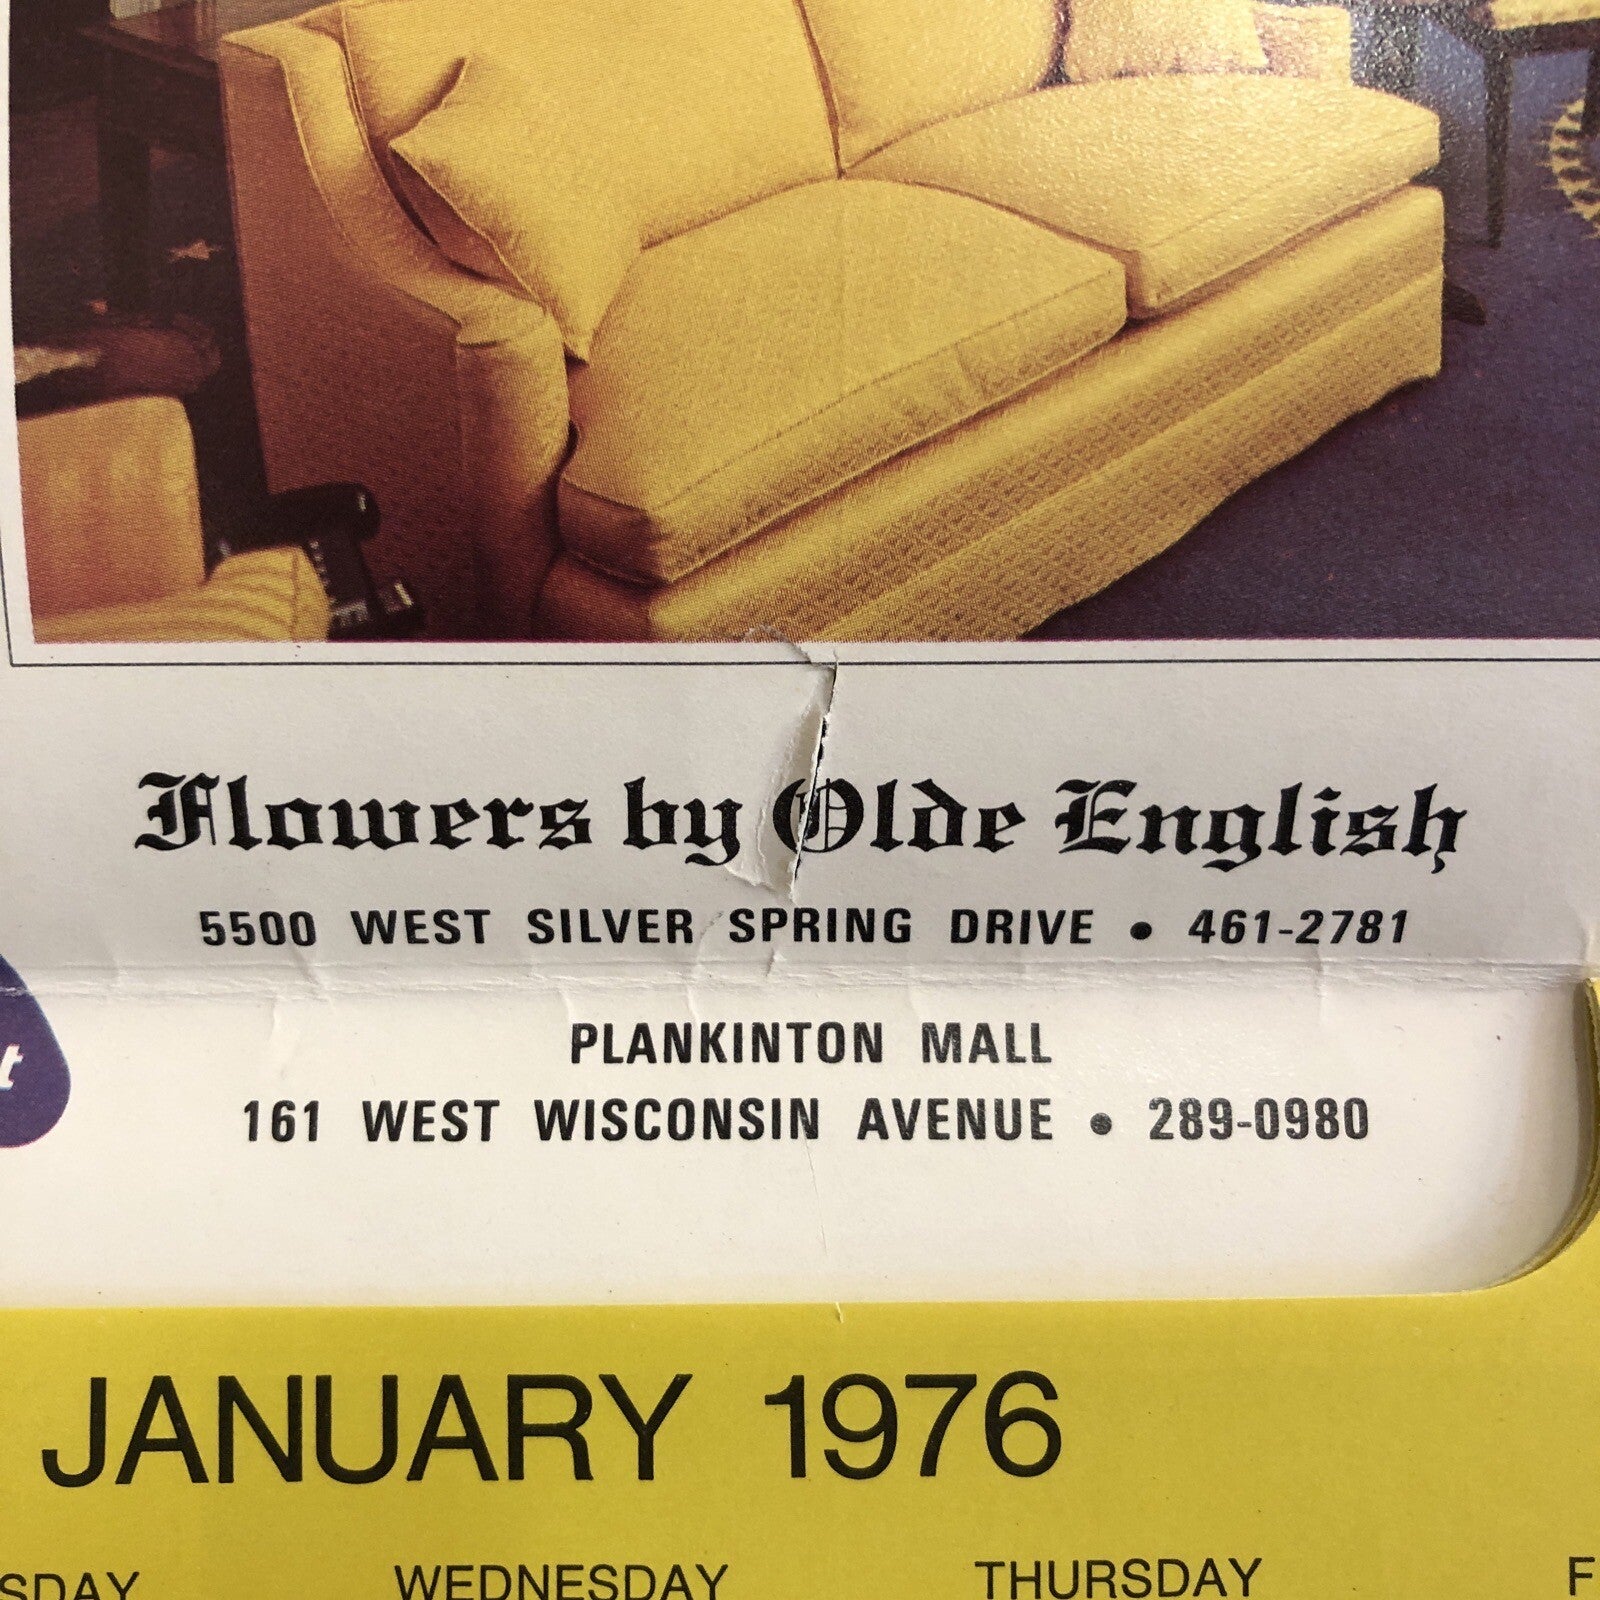 Flowers by Olde English
5500 WEST SILVER SPRING DRIVE • 461-2781
PLANKINTON MALL
161 WEST WISCONSIN AVENUE • 289-0980
t
JANUARY 1976
SDAY WEDNESDAY THURSDAY F